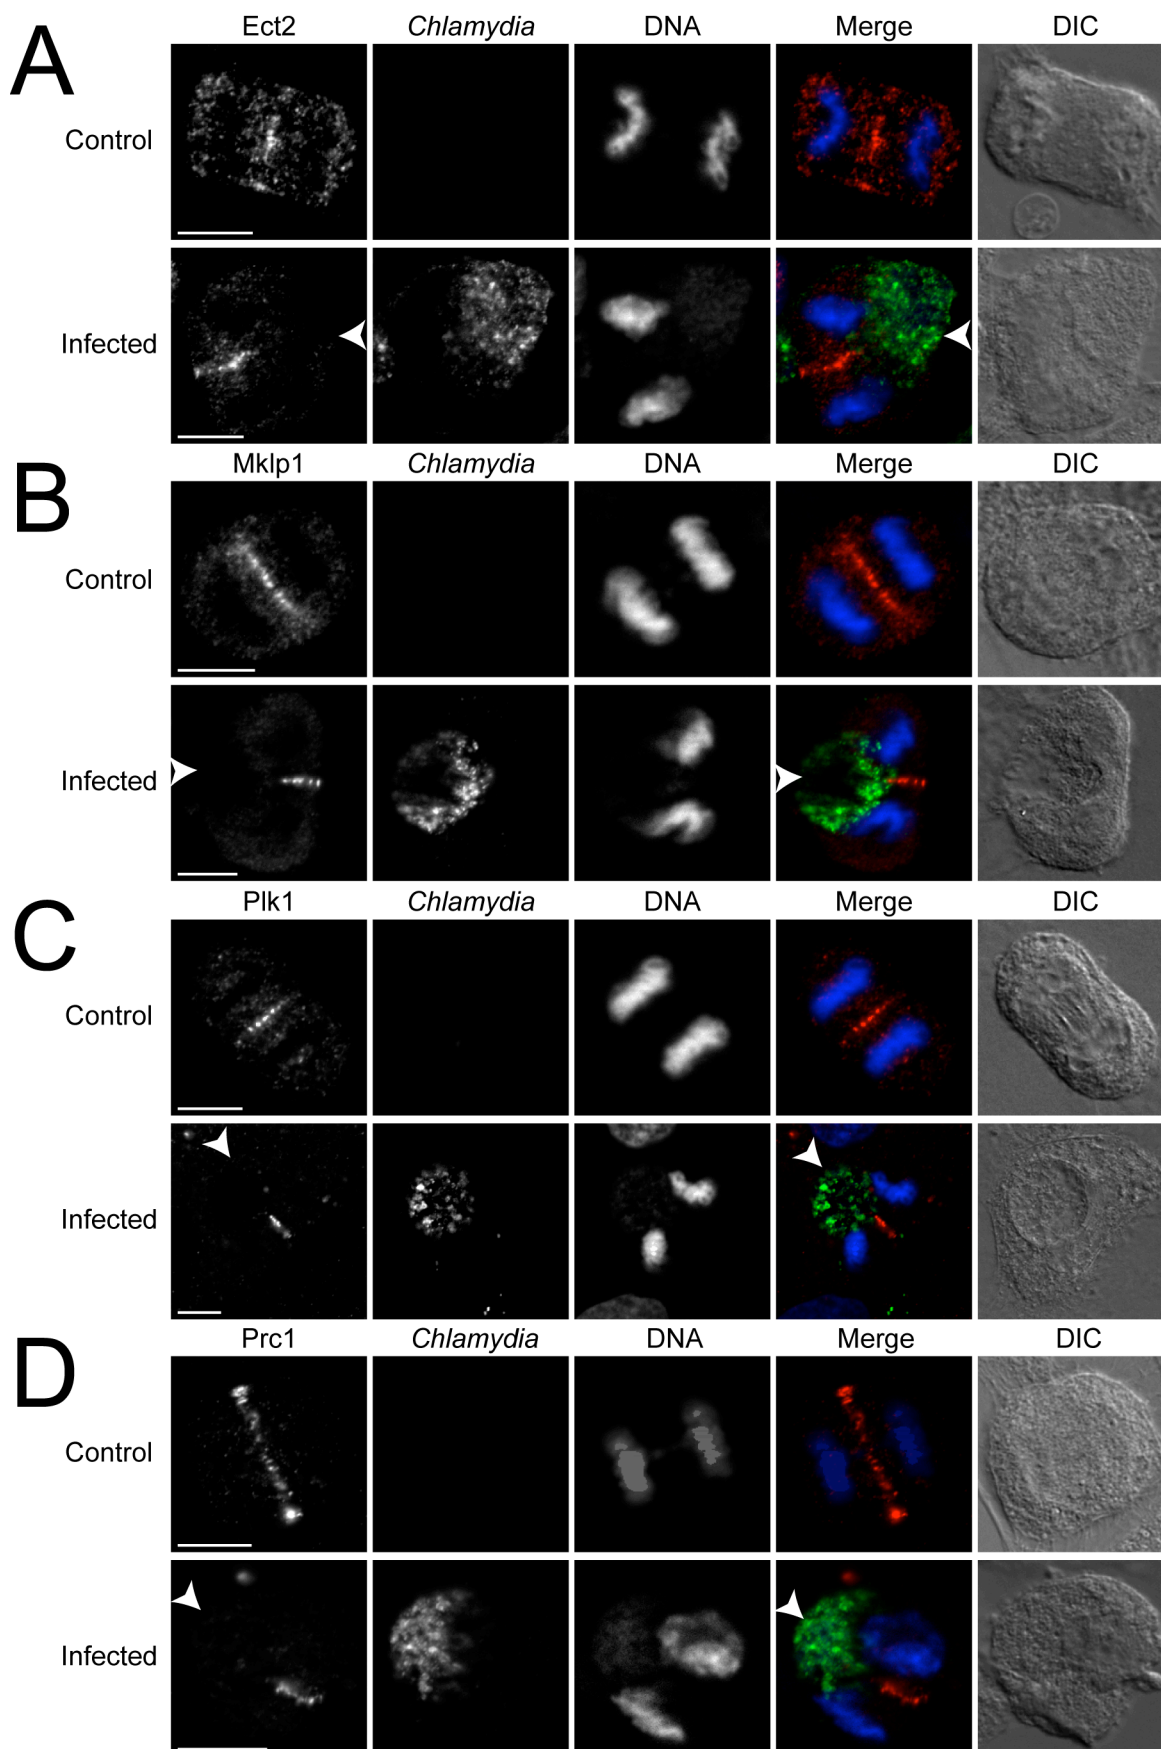 A
Ect2 Chlamydia DNA Merge DIC
Control
Infected
B
Mklp1 Chlamydia DNA Merge DIC
Control
Infected
C
Plk1 Chlamydia DNA Merge DIC
Control
Infected
D
Prc1 Chlamydia DNA Merge DIC
Control
Infected